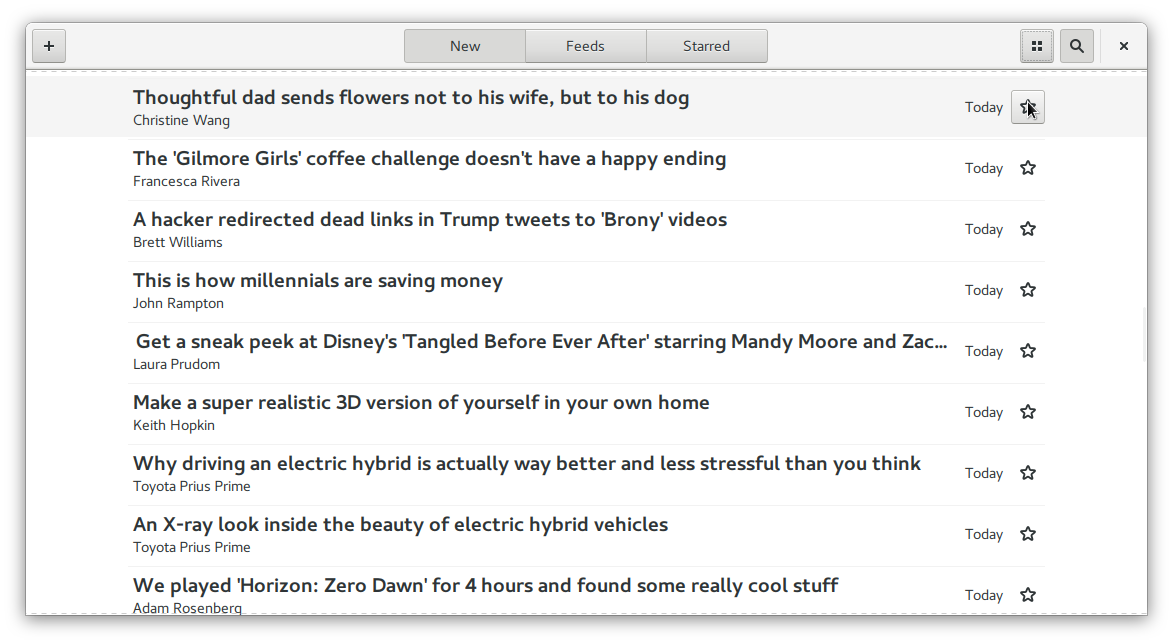 New Feeds Starred
Thoughtful dad sends flowers not to his wife, but to his dog
Christine Wang
Today
The 'Gilmore Girls' coffee challenge doesn't have a happy ending
Francesca Rivera
Today
A hacker redirected dead links in Trump tweets to 'Brony' videos
Brett Williams
Today
This is how millennials are saving money
John Rampton
Today
Get a sneak peek at Disney's 'Tangled Before Ever After' starring Mandy Moore and Zac…
Laura Prudom
Today
Make a super realistic 3D version of yourself in your own home
Keith Hopkin
Today
Why driving an electric hybrid is actually way better and less stressful than you think
Toyota Prius Prime
Today
An X-ray look inside the beauty of electric hybrid vehicles
Toyota Prius Prime
Today
We played 'Horizon: Zero Dawn' for 4 hours and found some really cool stuff
Adam Rosenberg
Today